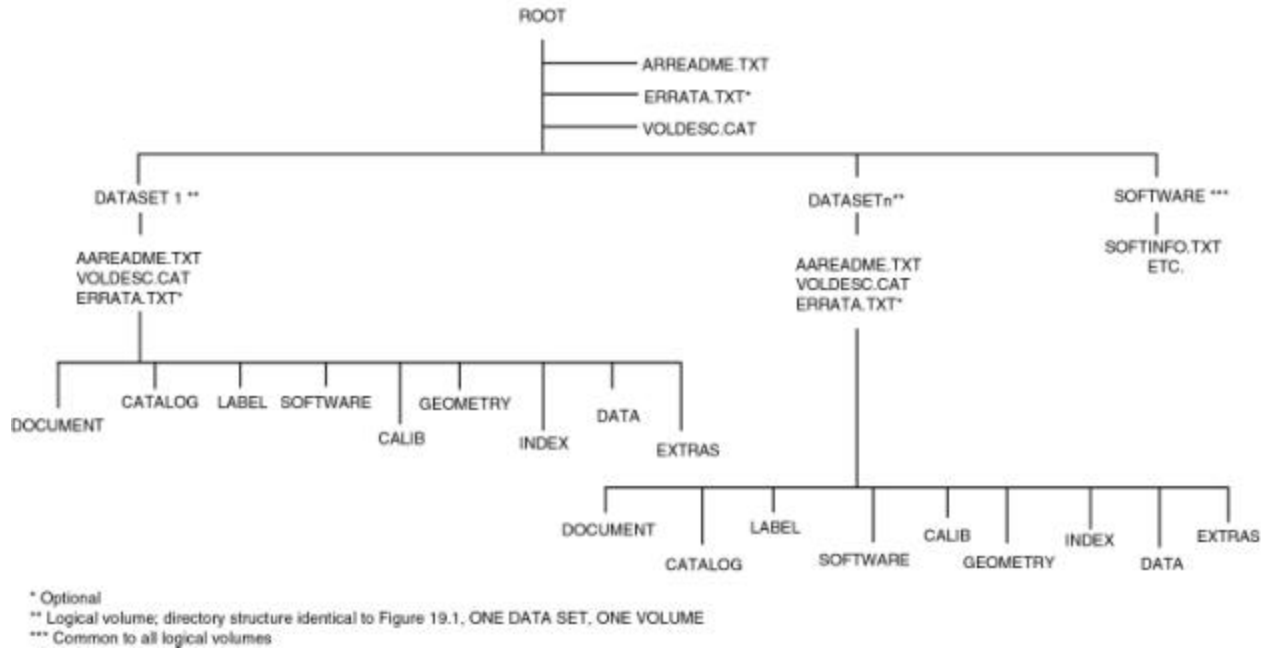 ROOT
ARREADME.TXT
ERRATA.TXT*
VOLDESC.CAT
DATASET 1 **
DATASETn**
SOFTWARE ***
AAREADME.TXT
VOLDESC.CAT
ERRATA.TXT*
AAREADME.TXT
VOLDESC.CAT
ERRATA.TXT*
SOFTINFO.TXT
ETC.
DOCUMENT
CATALOG
LABEL
SOFTWARE
CALIB
GEOMETRY
INDEX
DATA
EXTRAS
DOCUMENT
CATALOG
LABEL
SOFTWARE
CALIB
GEOMETRY
INDEX
DATA
EXTRAS
* Optional
** Logical volume; directory structure identical to Figure 19.1, ONE DATA SET, ONE VOLUME
*** Common to all logical volumes